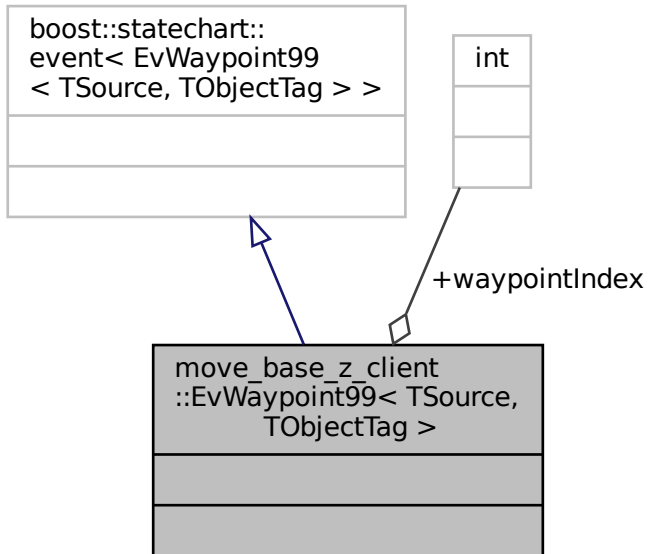 boost::statechart::
event< EvWaypoint99
< TSource, TObjectTag > >
int
+waypointIndex
move_base_z_client
::EvWaypoint99< TSource,
TObjectTag >